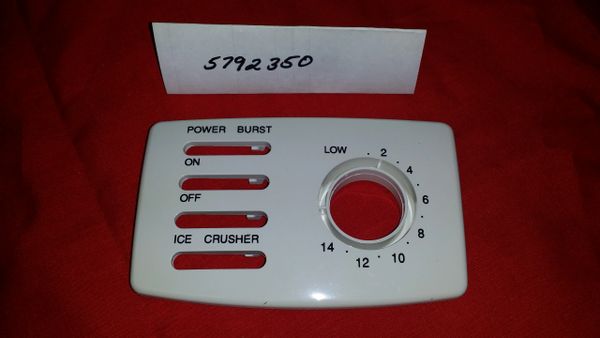 5792350
POWER BURST
ON
OFF
ICE CRUSHER
LOW · 2
· 4
· 6
· 8
· 10
· 12
· 14